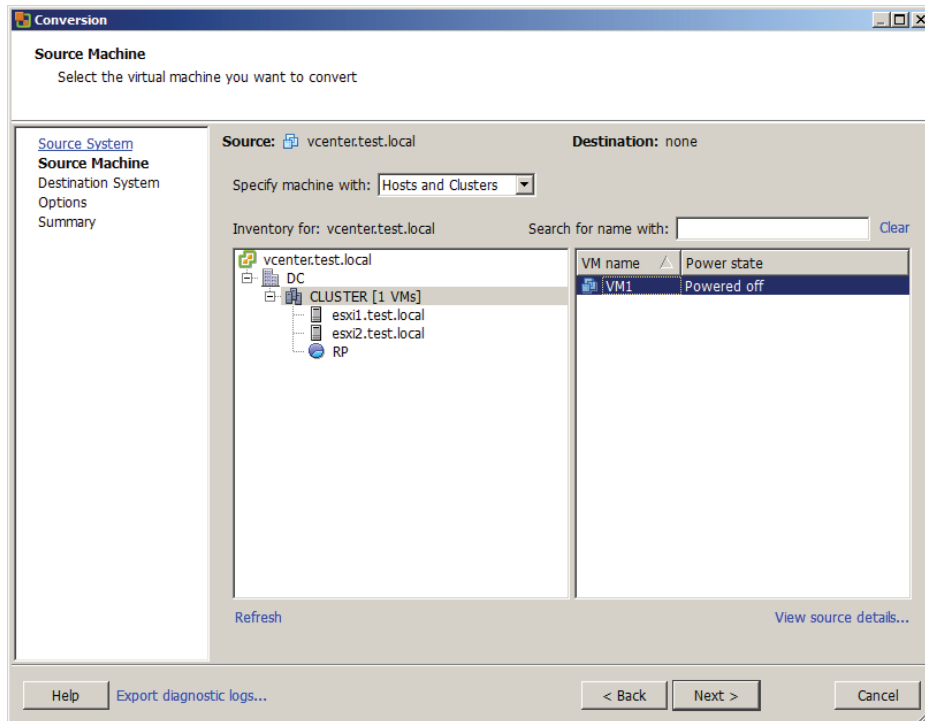 Conversion
Source Machine
Select the virtual machine you want to convert
Source System
Source Machine
Destination System
Options
Summary
Source: vcenter.test.local Destination: none
Specify machine with: Hosts and Clusters
Inventory for: vcenter.test.local Search for name with: Clear
vcenter.test.local
DC
CLUSTER [1 VMs]
esxi1.test.local
esxi2.test.local
RP
VM name Power state
VM1 Powered off
Refresh View source details...
Help Export diagnostic logs... < Back Next > Cancel